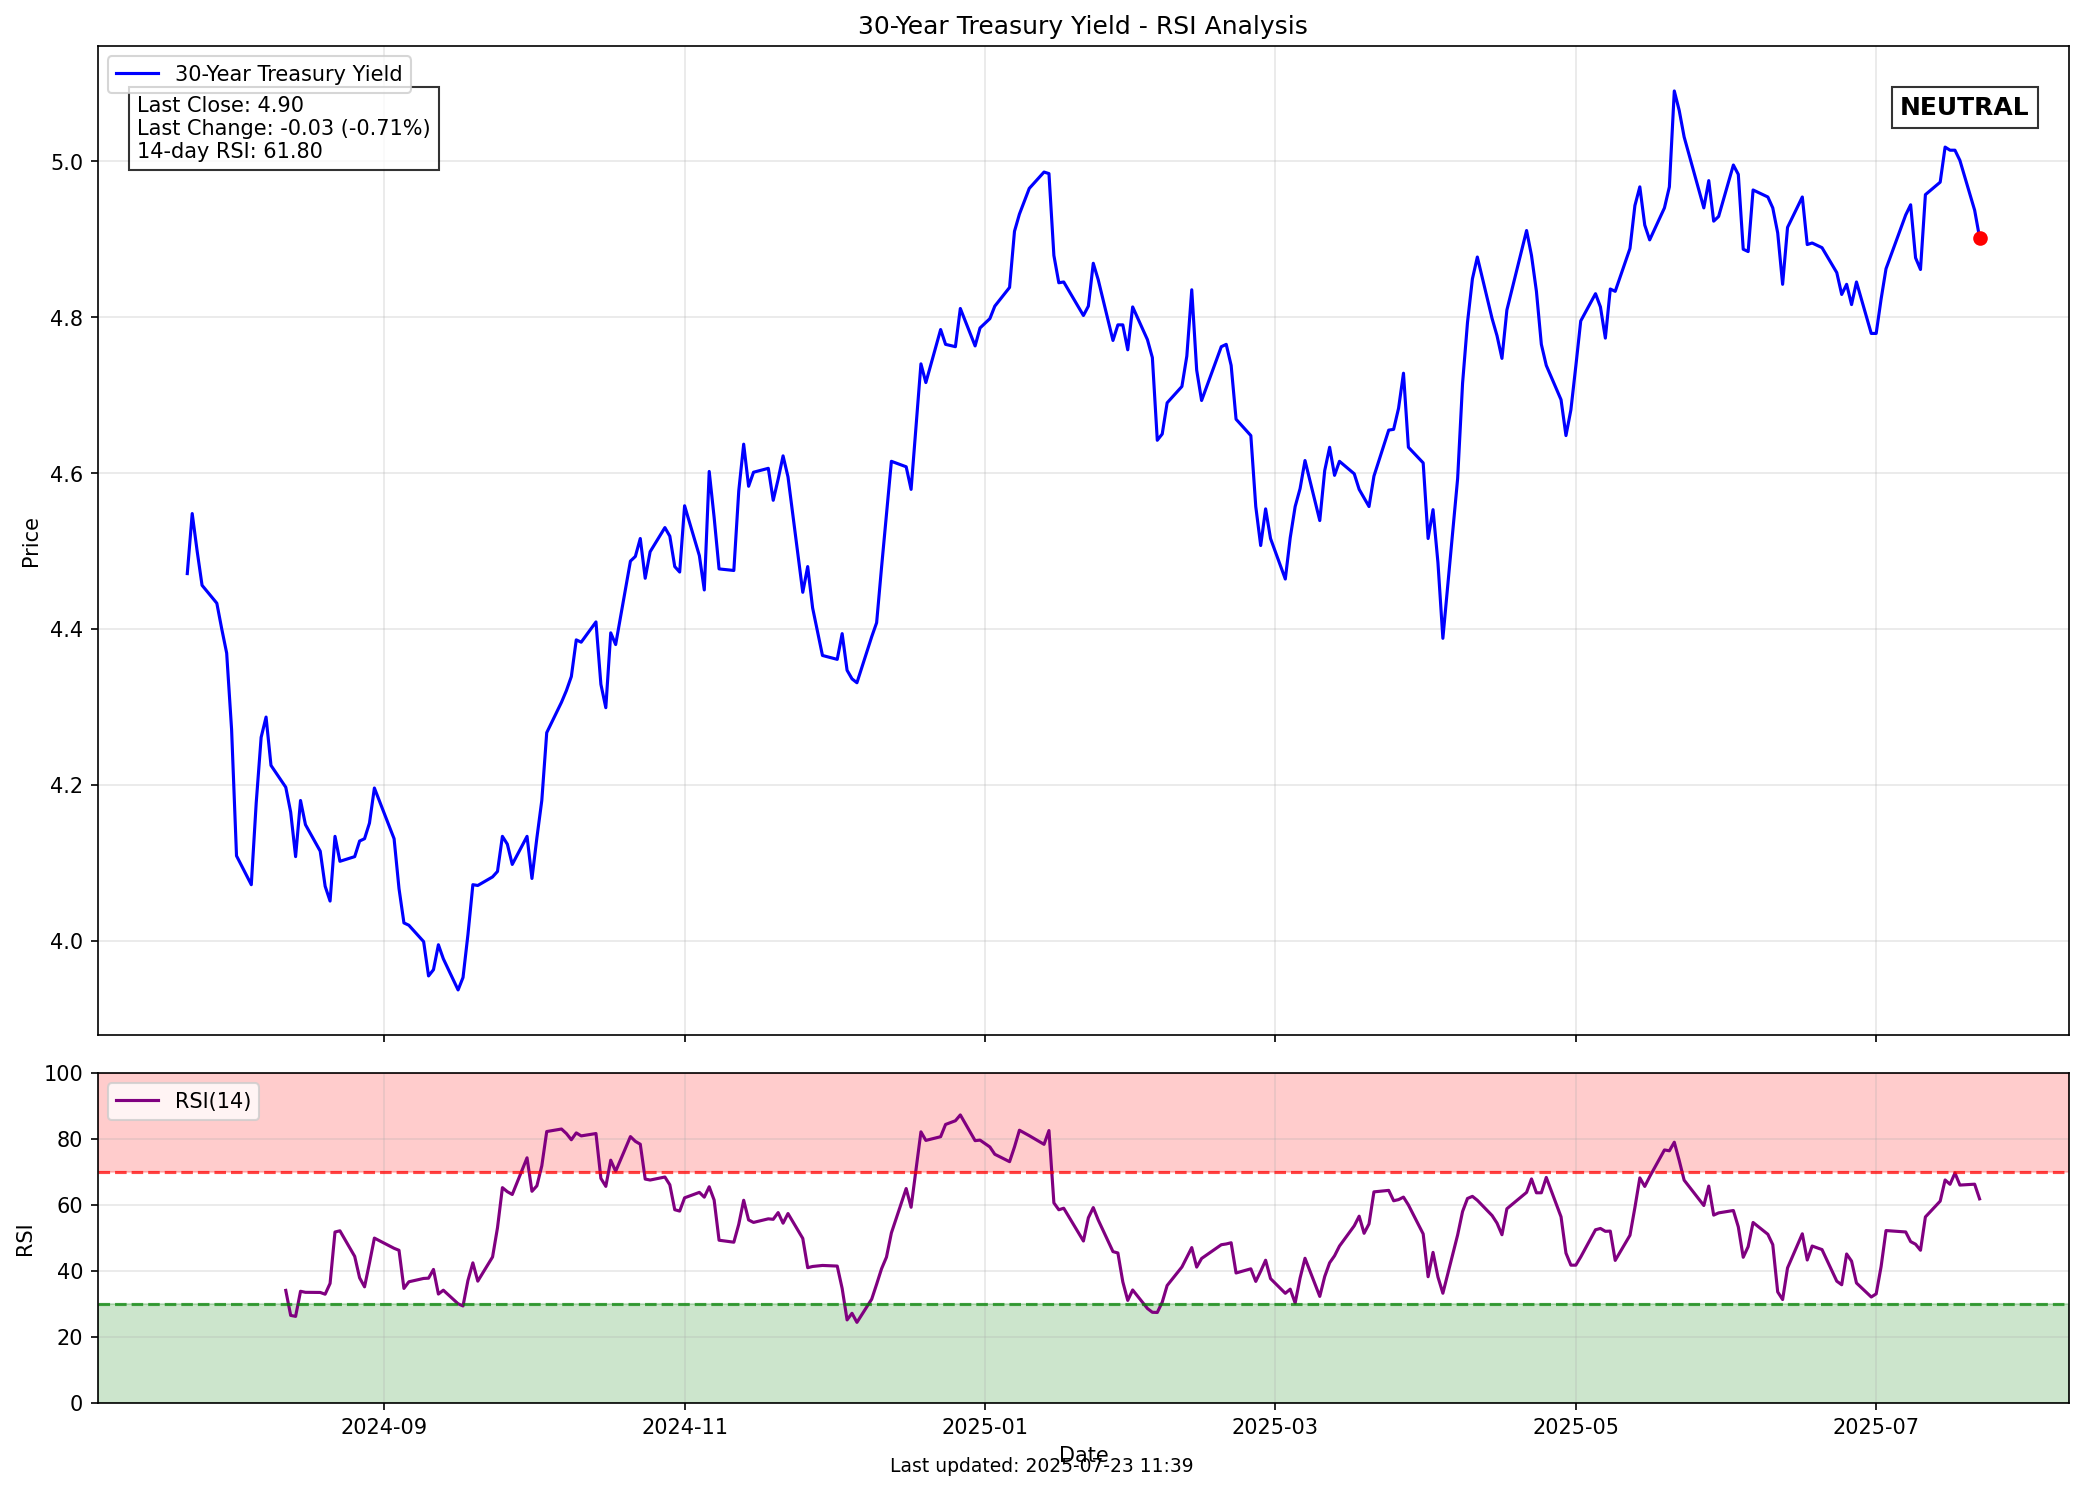 30-Year Treasury Yield - RSI Analysis
30-Year Treasury Yield
Last Close: 4.90
Last Change: -0.03 (-0.71%)
14-day RSI: 61.80
NEUTRAL
Price
5.0
4.8
4.6
4.4
4.2
4.0
RSI(14)
RSI
100
80
60
40
20
0
2024-09
2024-11
2025-01
2025-03
2025-05
2025-07
Date
Last updated: 2025-07-23 11:39